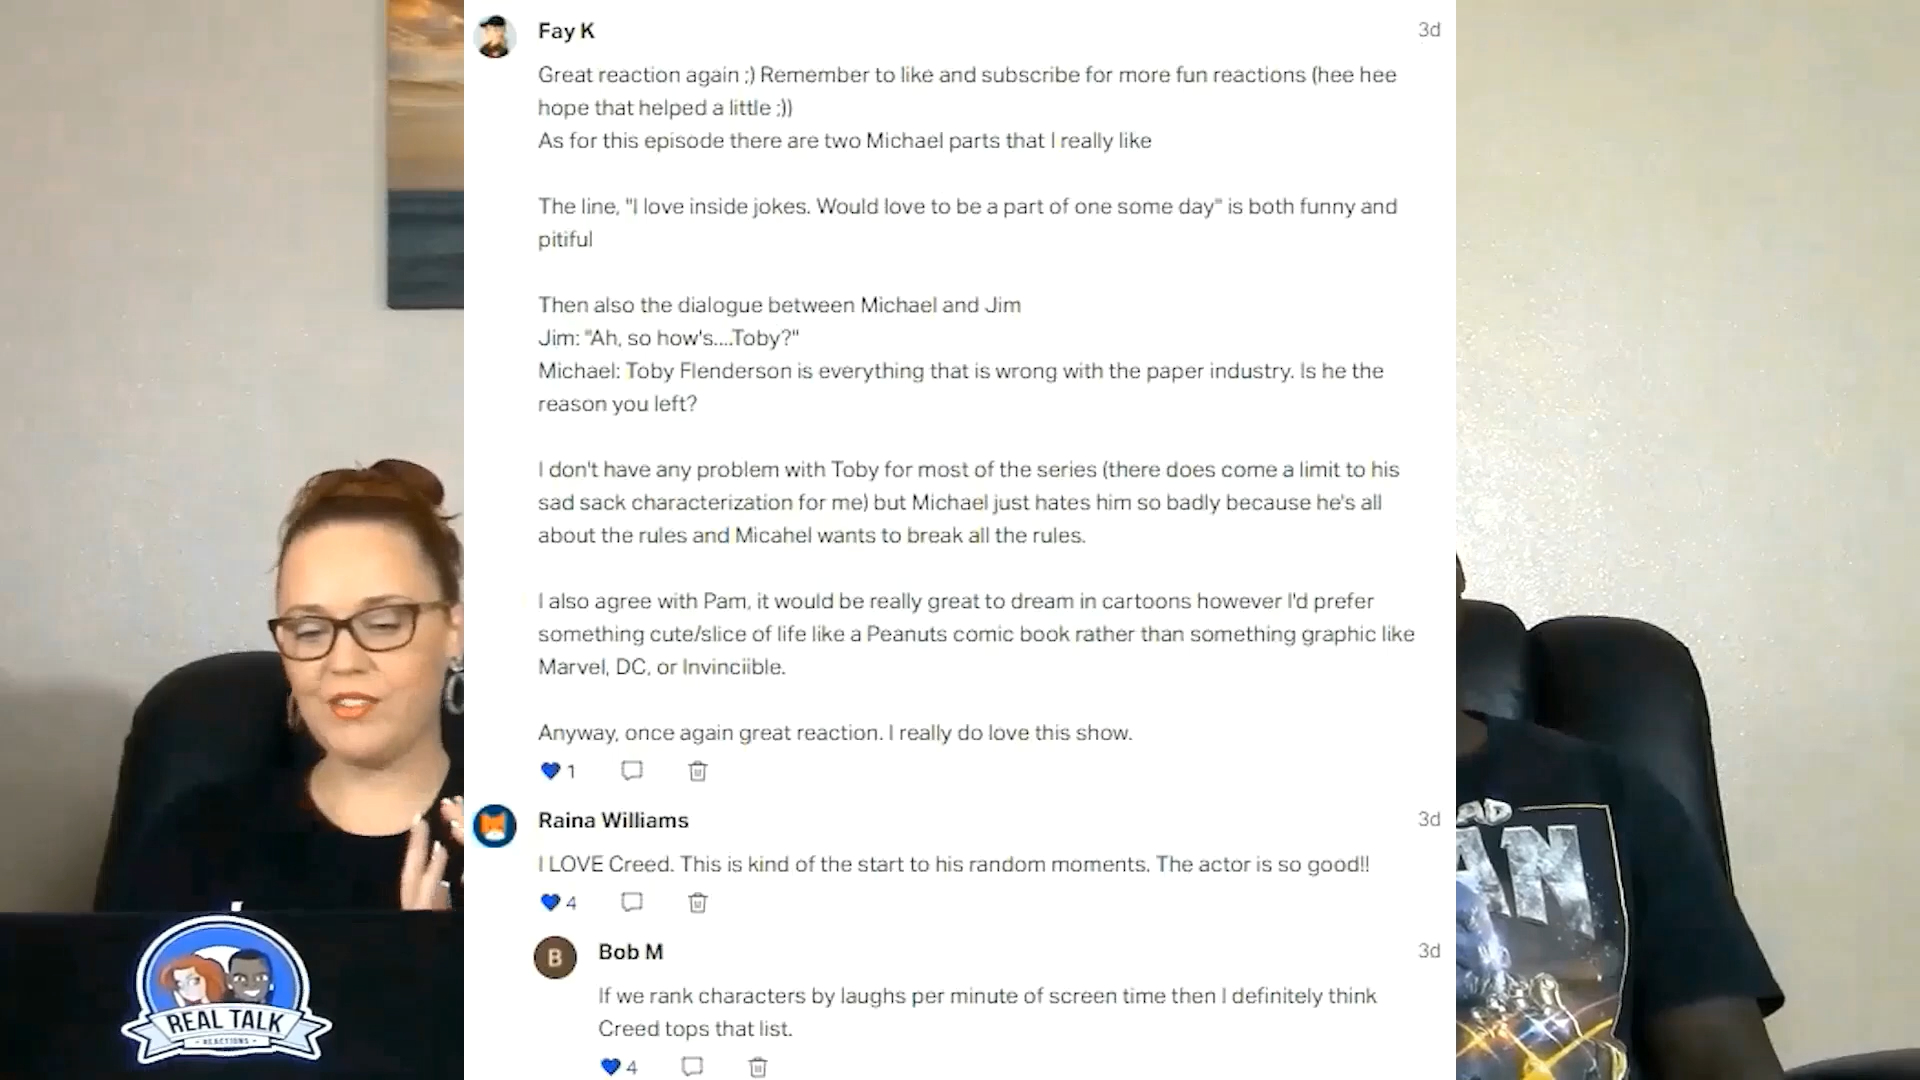 Fay K
3d
Great reaction again ;) Remember to like and subscribe for more fun reactions (hee hee
hope that helped a little ;))
As for this episode there are two Michael parts that I really like
The line, "I love inside jokes. Would love to be a part of one some day" is both funny and
pitiful
Then also the dialogue between Michael and Jim
Jim: "Ah, so how's....Toby?"
Michael: Toby Flenderson is everything that is wrong with the paper industry. Is he the
reason you left?
I don't have any problem with Toby for most of the series (there does come a limit to his
sad sack characterization for me) but Michael just hates him so badly because he's all
about the rules and Micahel wants to break all the rules.
I also agree with Pam, it would be really great to dream in cartoons however I'd prefer
something cute/slice of life like a Peanuts comic book rather than something graphic like
Marvel, DC, or Invinciible.
Anyway, once again great reaction. I really do love this show.
1
Raina Williams
3d
I LOVE Creed. This is kind of the start to his random moments. The actor is so good!!
4
B
Bob M
3d
If we rank characters by laughs per minute of screen time then I definitely think
Creed tops that list.
4
REAL TALK
- REACTIONS -
AD
AN